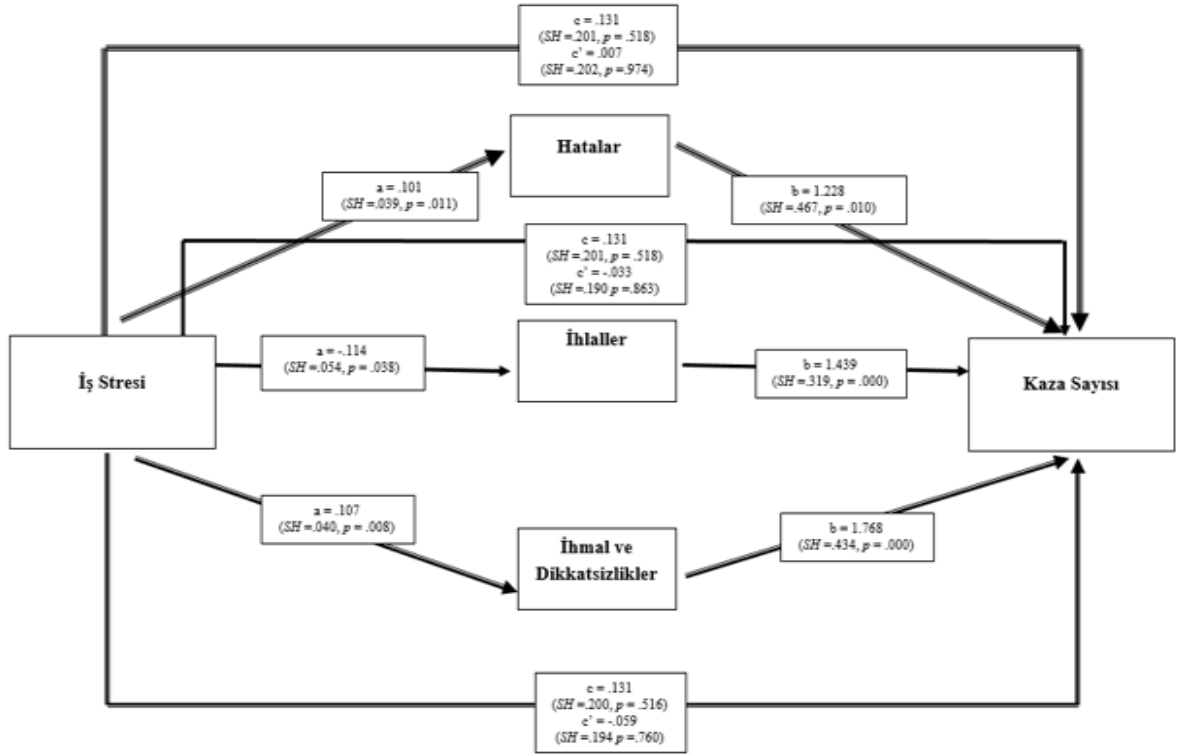 c = .131
(SH =.201, p = .518)
c' = .007
(SH =.202, p =.974)
Hatalar
a = .101
(SH =.039, p = .011)
b = 1.228
(SH =.467, p = .010)
c = .131
(SH =.201, p = .518)
c' = -.033
(SH =.190 p =.863)
İş Stresi
a = -.114
(SH =.054, p = .038)
İhlaller
b = 1.439
(SH =.319, p = .000)
Kaza Sayısı
a = .107
(SH =.040, p = .008)
İhmal ve
Dikkatsizlikler
b = 1.768
(SH =.434, p = .000)
c = .131
(SH =.200, p = .516)
c' = -.059
(SH =.194 p =.760)